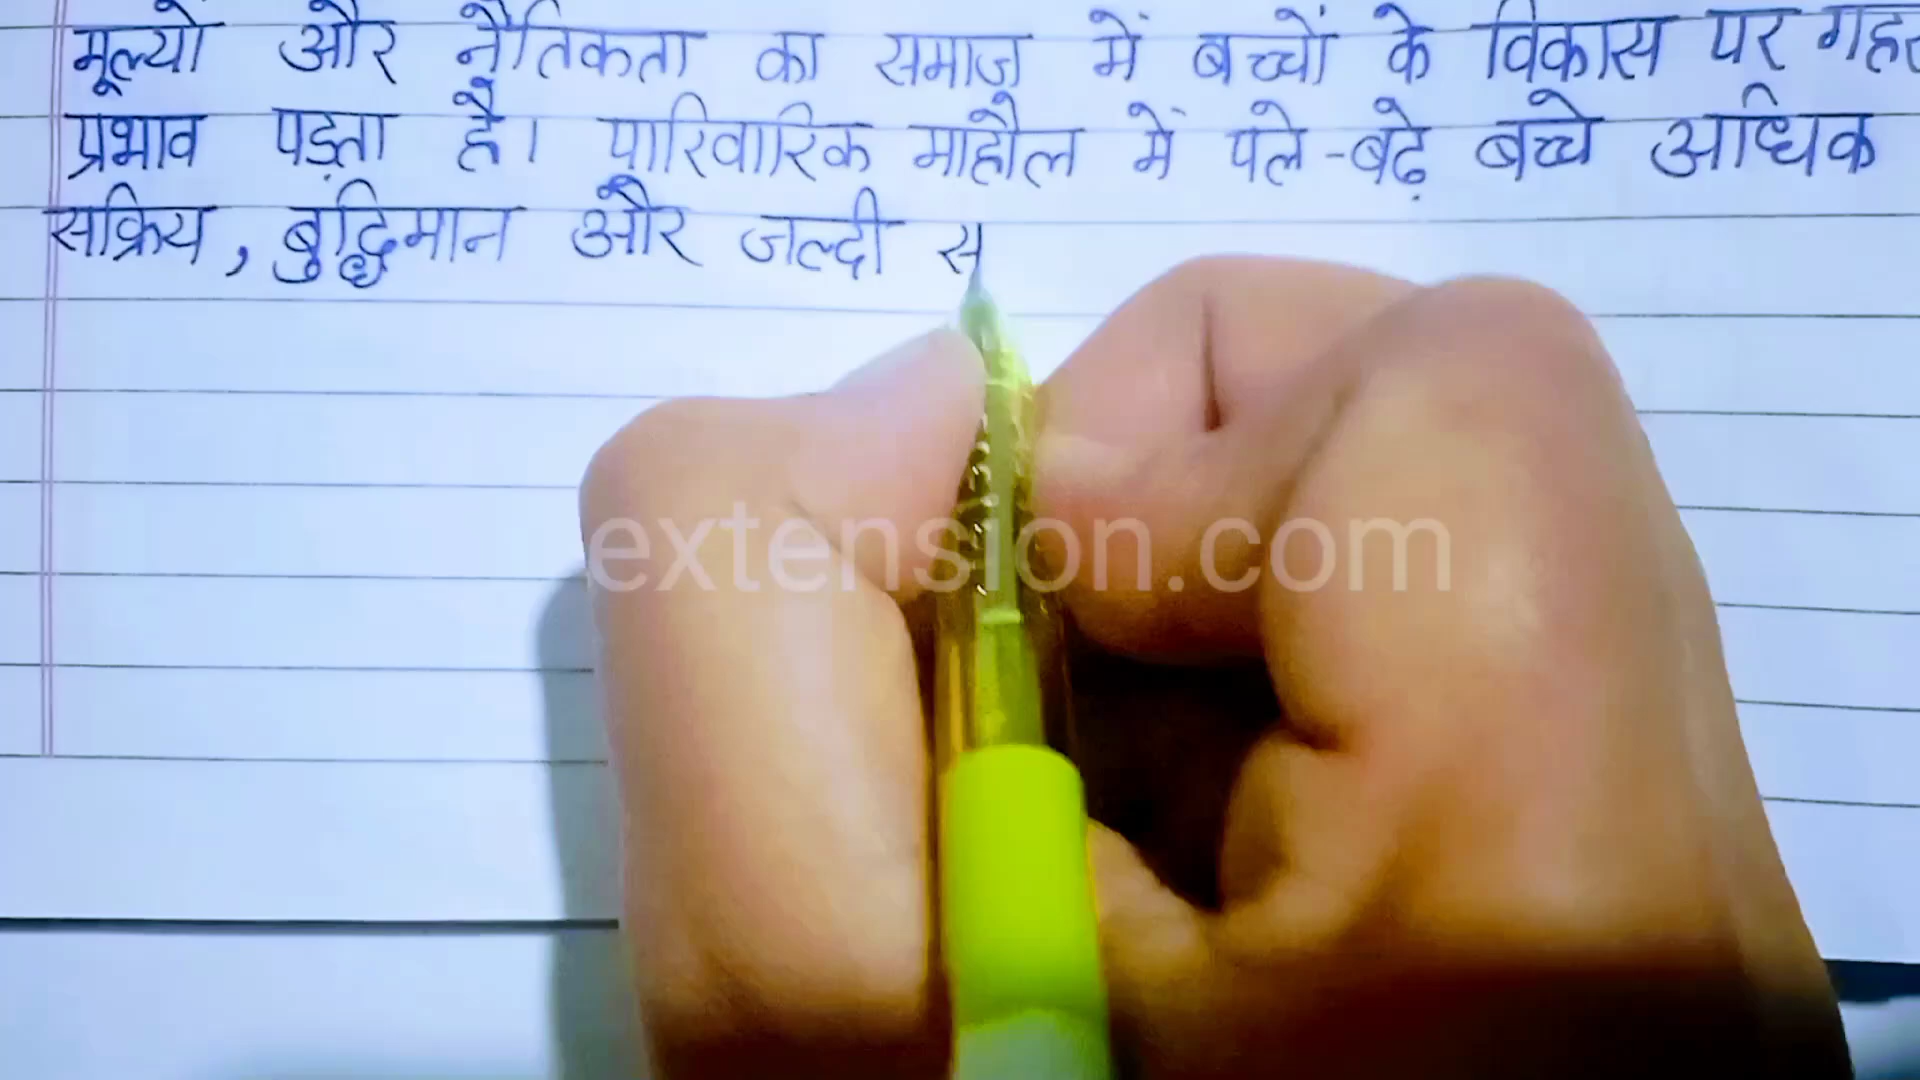 मूल्यों और नैतिकता का समाज में बच्चों के विकास पर
प्रभाव पड़ता है। पारिवारिक माहौल में पले-बढ़े बच्चे अधिक
सक्रिय, बुद्धिमान और जल्दी स
extension.com